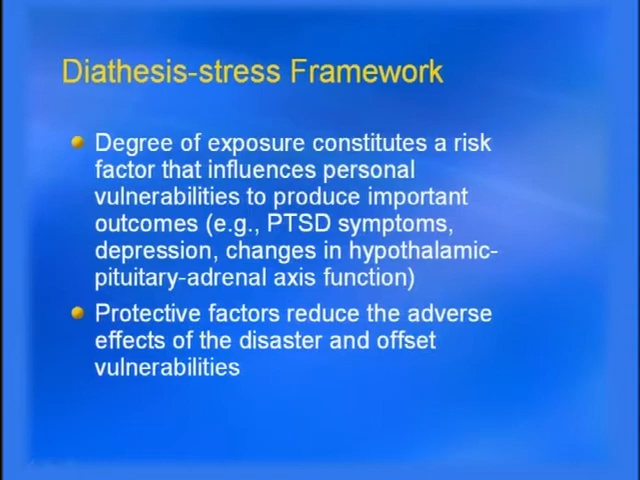 Diathesis-stress Framework
Degree of exposure constitutes a risk
factor that influences personal
vulnerabilities to produce important
outcomes (e.g., PTSD symptoms,
depression, changes in hypothalamic-
pituitary-adrenal axis function)
Protective factors reduce the adverse
effects of the disaster and offset
vulnerabilities